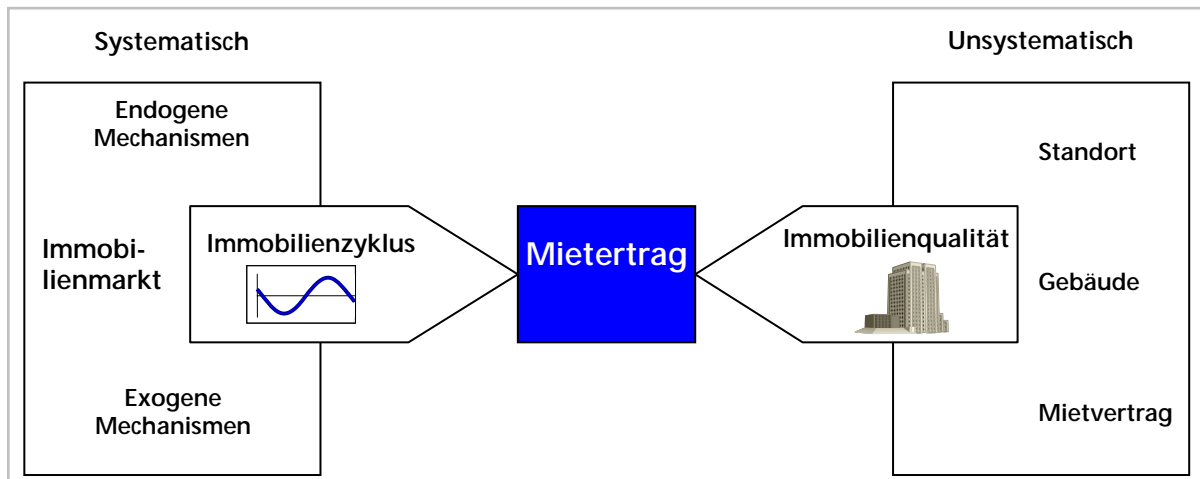 Systematisch
Unsystematisch
Endogene
Mechanismen
Standort
Immobilienzyklus
Immobi-
lienmarkt
Mietertrag
Immobilienqualität
Gebäude
Exogene
Mechanismen
Mietvertrag